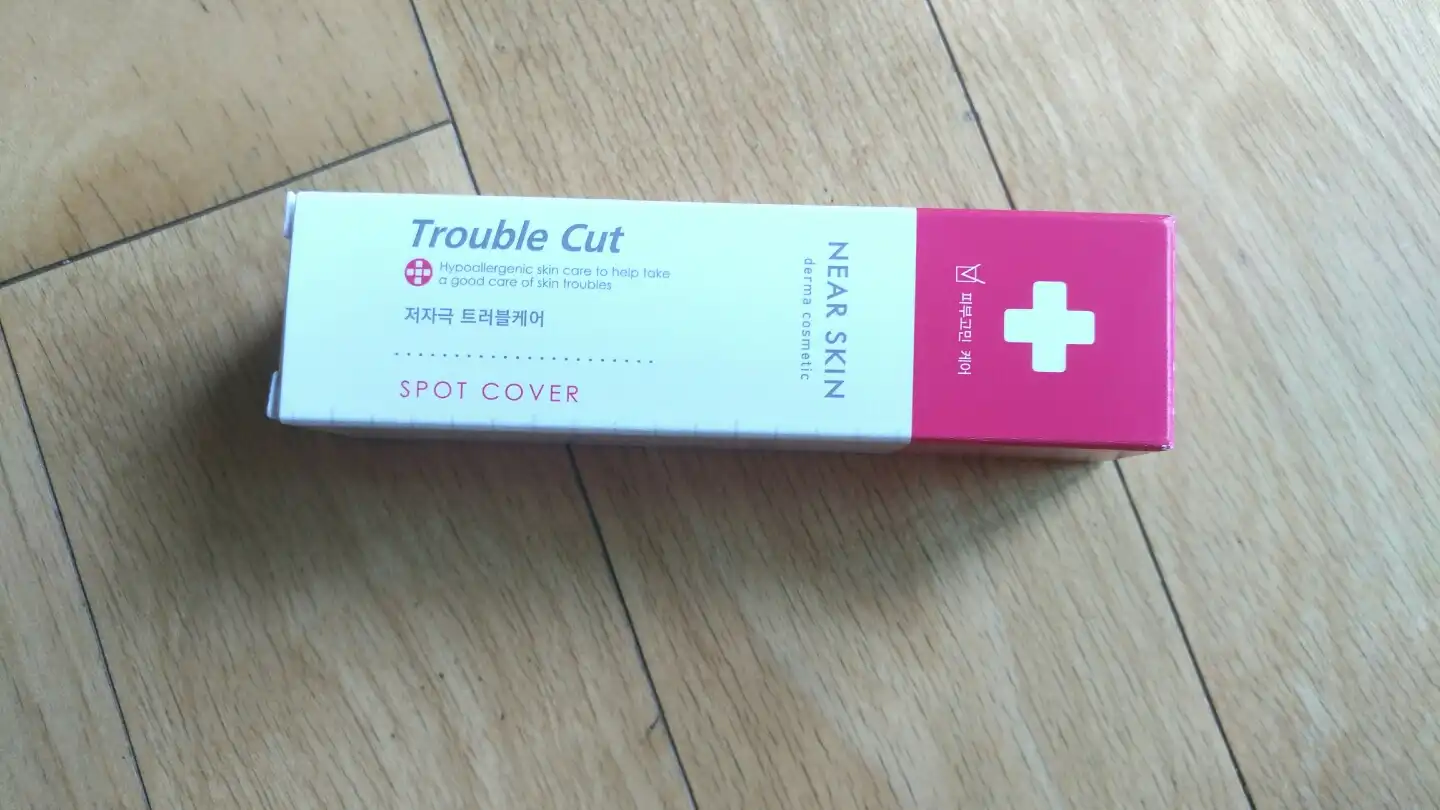 Trouble Cut
Hypoallergenic skin care to help take
a good care of skin troubles
저자극 트러블케어
SPOT COVER
NEAR SKIN
derma cosmetic
피부고민 케어